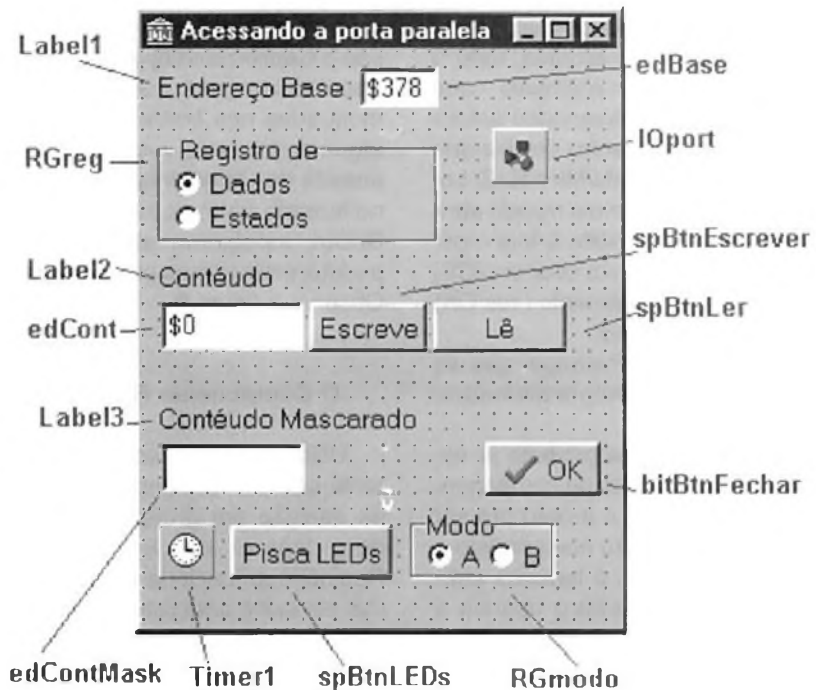 Acessando a porta paralela
Label1
edBase
Endereço Base
$378
IOport
RGreg
Registro de
Dados
Estados
spBtnEscrever
Label2
Contéudo
spBtnLer
edCont
$0
Escreve
Lê
Label3
Contéudo Mascarado
OK
bitBtnFechar
Modo
Pisca LEDs
A
B
edContMask
Timer1
spBtnLEDs
RGmodo